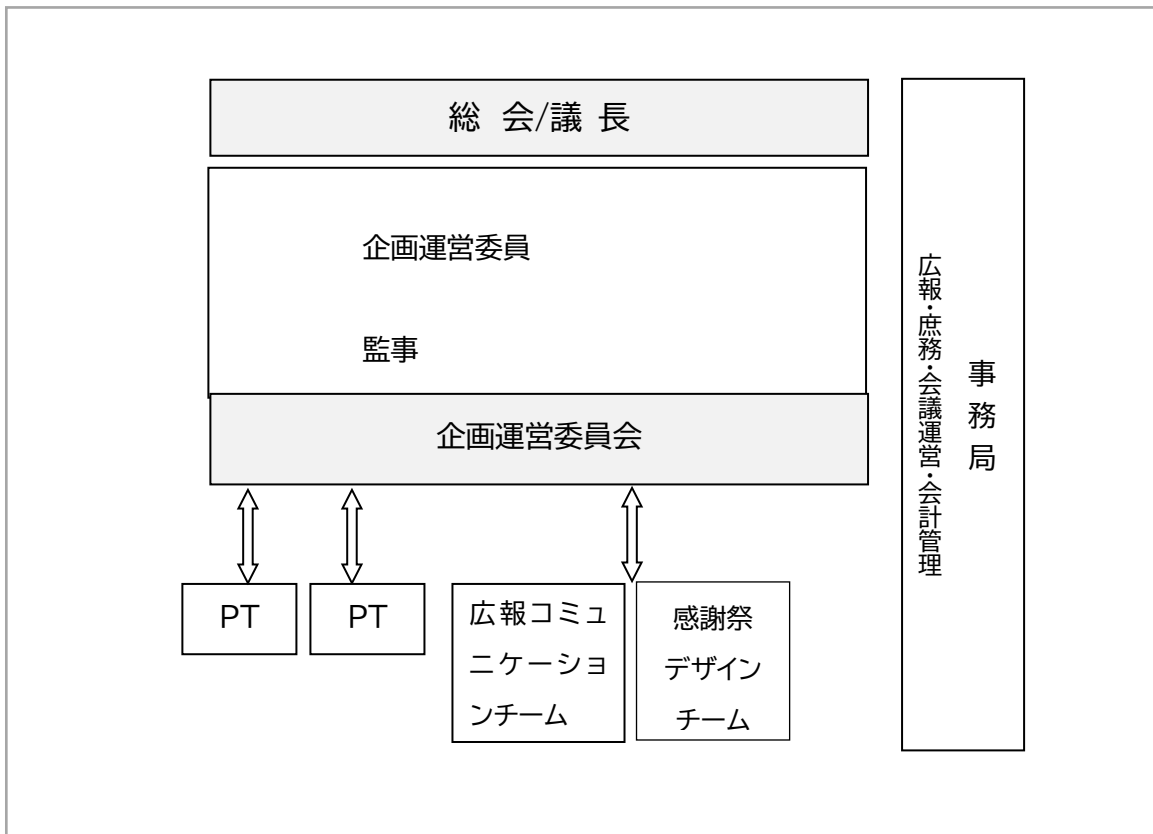 総 会/議 長
企画運営委員
監事
企画運営委員会
PT
PT
広報コミュ
ニケーショ
ンチーム
感謝祭
デザイン
チーム
事務局
広報・庶務・会議運営・会計管理